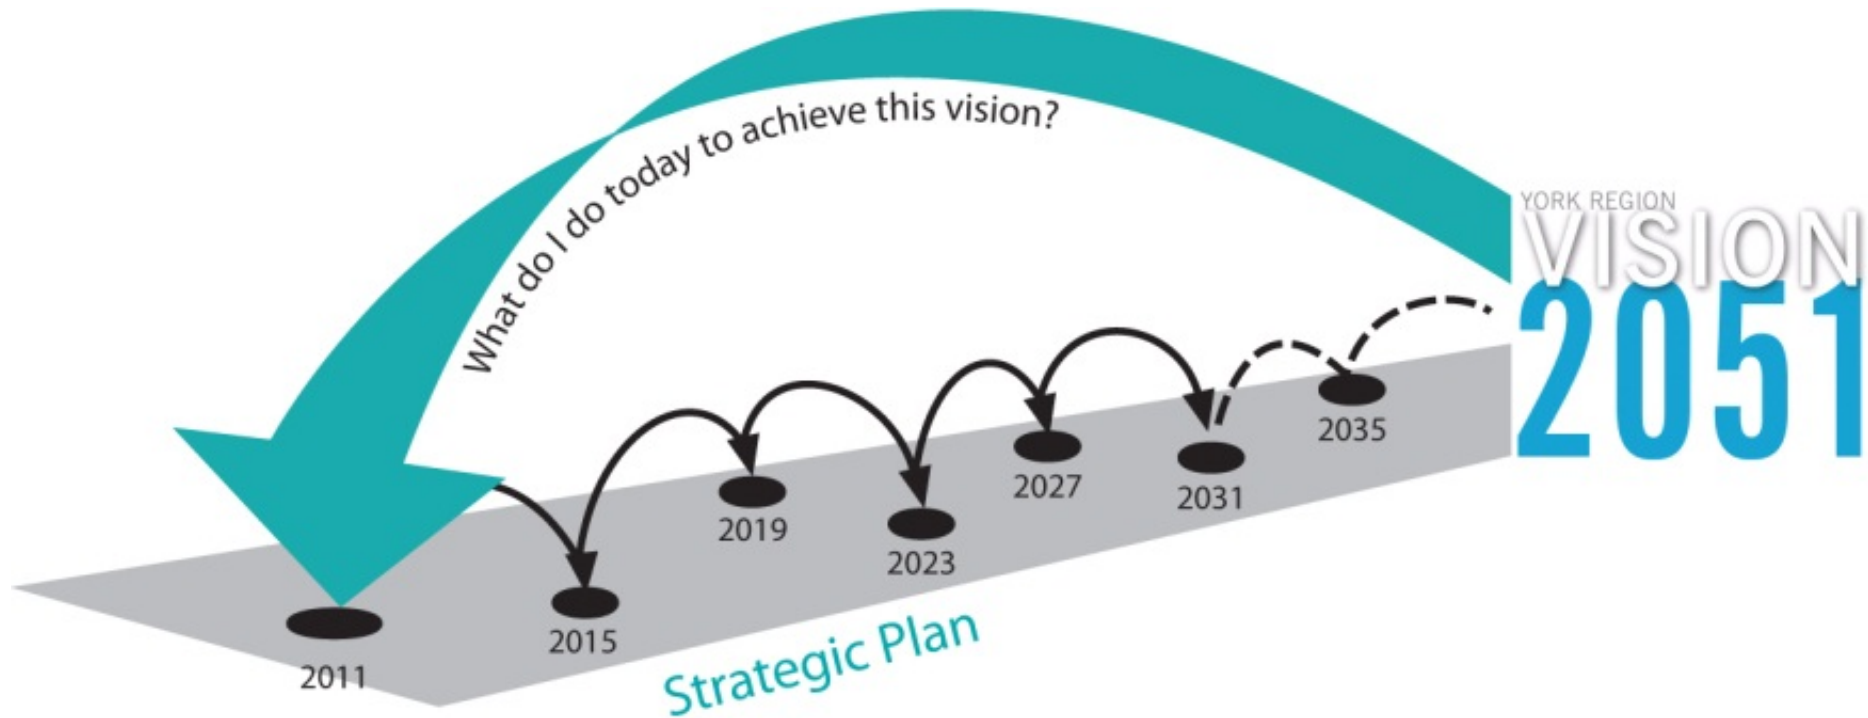 What do I do today to achieve this vision?
YORK REGION
VISION
2051
2035
2031
2027
2023
2019
2015
2011
Strategic Plan